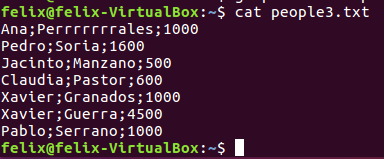 felix@felix-VirtualBox:~$ cat people3.txt
Ana;Perrrrrrrales;1000
Pedro;Soria;1600
Jacinto;Manzano;500
Claudia;Pastor;600
Xavier;Granados;1000
Xavier;Guerra;4500
Pablo;Serrano;1000
felix@felix-VirtualBox:~$